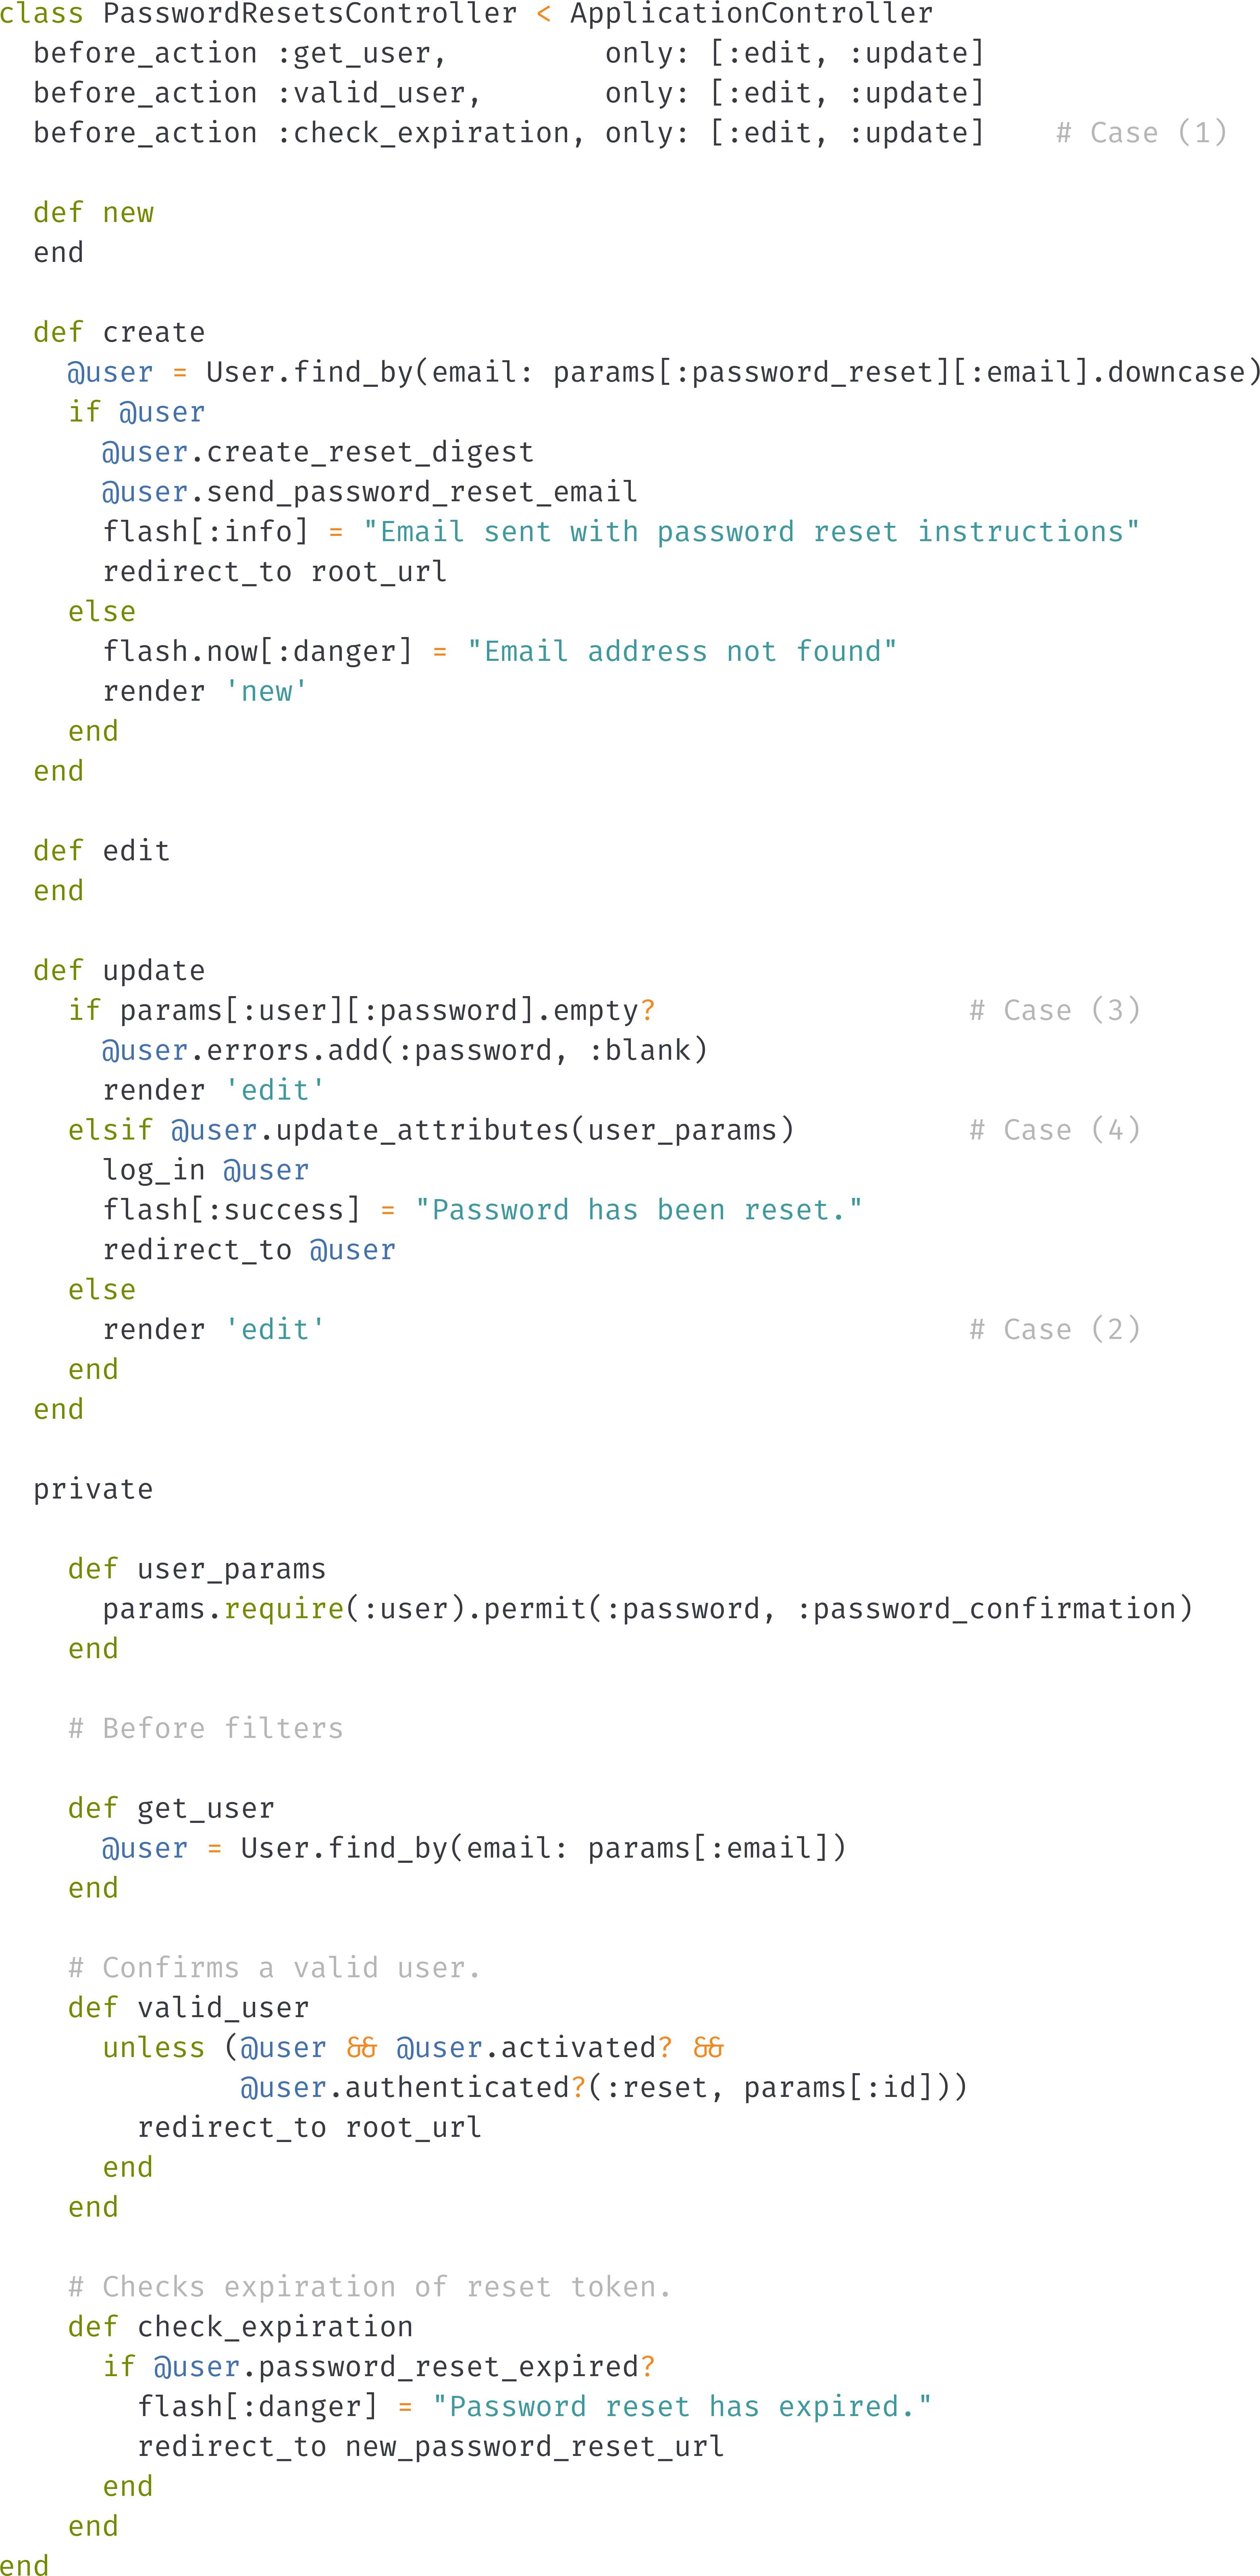 class PasswordResetsController < ApplicationController
  before_action :get_user,         only: [:edit, :update]
  before_action :valid_user,       only: [:edit, :update]
  before_action :check_expiration, only: [:edit, :update]    # Case (1)

  def new
  end

  def create
    @user = User.find_by(email: params[:password_reset][:email].downcase)
    if @user
      @user.create_reset_digest
      @user.send_password_reset_email
      flash[:info] = "Email sent with password reset instructions"
      redirect_to root_url
    else
      flash.now[:danger] = "Email address not found"
      render 'new'
    end
  end

  def edit
  end

  def update
    if params[:user][:password].empty?                  # Case (3)
      @user.errors.add(:password, :blank)
      render 'edit'
    elsif @user.update_attributes(user_params)          # Case (4)
      log_in @user
      flash[:success] = "Password has been reset."
      redirect_to @user
    else
      render 'edit'                                     # Case (2)
    end
  end

  private

    def user_params
      params.require(:user).permit(:password, :password_confirmation)
    end

    # Before filters

    def get_user
      @user = User.find_by(email: params[:email])
    end

    # Confirms a valid user.
    def valid_user
      unless (@user && @user.activated? &&
              @user.authenticated?(:reset, params[:id]))
        redirect_to root_url
      end
    end

    # Checks expiration of reset token.
    def check_expiration
      if @user.password_reset_expired?
        flash[:danger] = "Password reset has expired."
        redirect_to new_password_reset_url
      end
    end
end